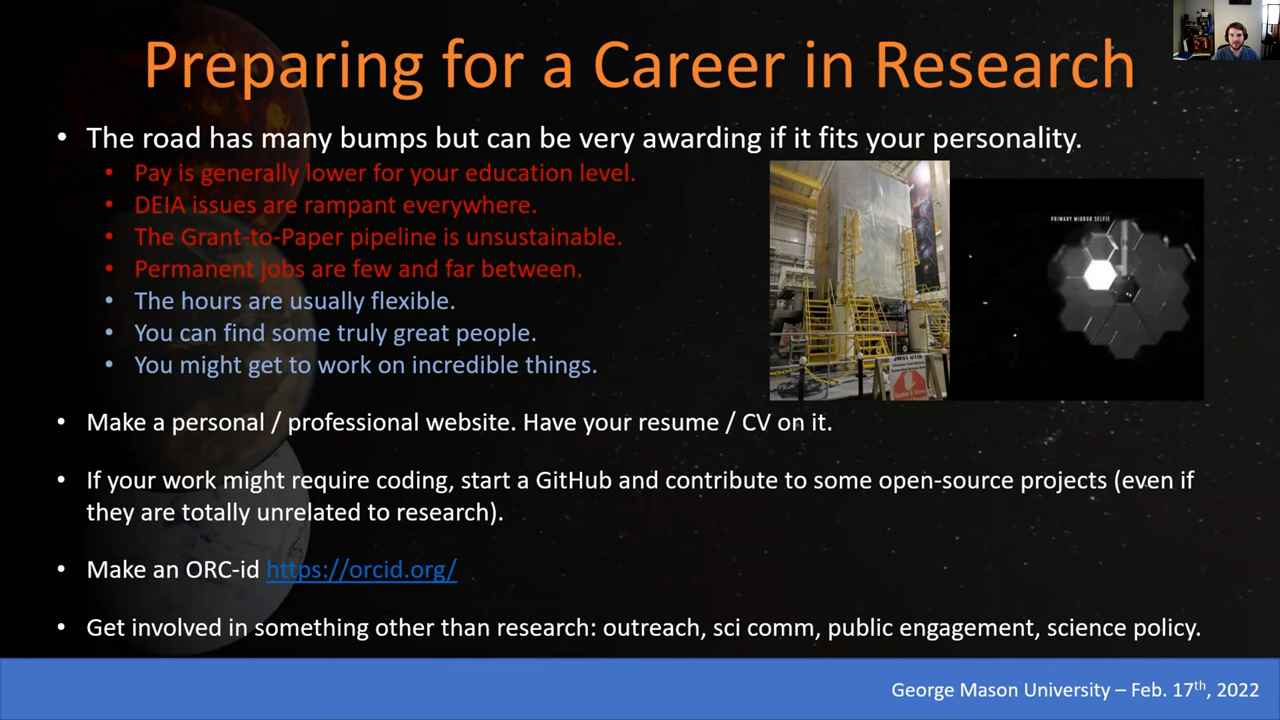 Preparing for a Career in Research
• The road has many bumps but can be very awarding if it fits your personality.
• Pay is generally lower for your education level.
• DEIA issues are rampant everywhere.
• The Grant-to-Paper pipeline is unsustainable.
• Permanent jobs are few and far between.
• The hours are usually flexible.
• You can find some truly great people.
• You might get to work on incredible things.
PRIMARY MIRROR SELFIE
JWST OTIS
• Make a personal / professional website. Have your resume / CV on it.
• If your work might require coding, start a GitHub and contribute to some open-source projects (even if
they are totally unrelated to research).
• Make an ORC-id https://orcid.org/
• Get involved in something other than research: outreach, sci comm, public engagement, science policy.
George Mason University – Feb. 17th, 2022